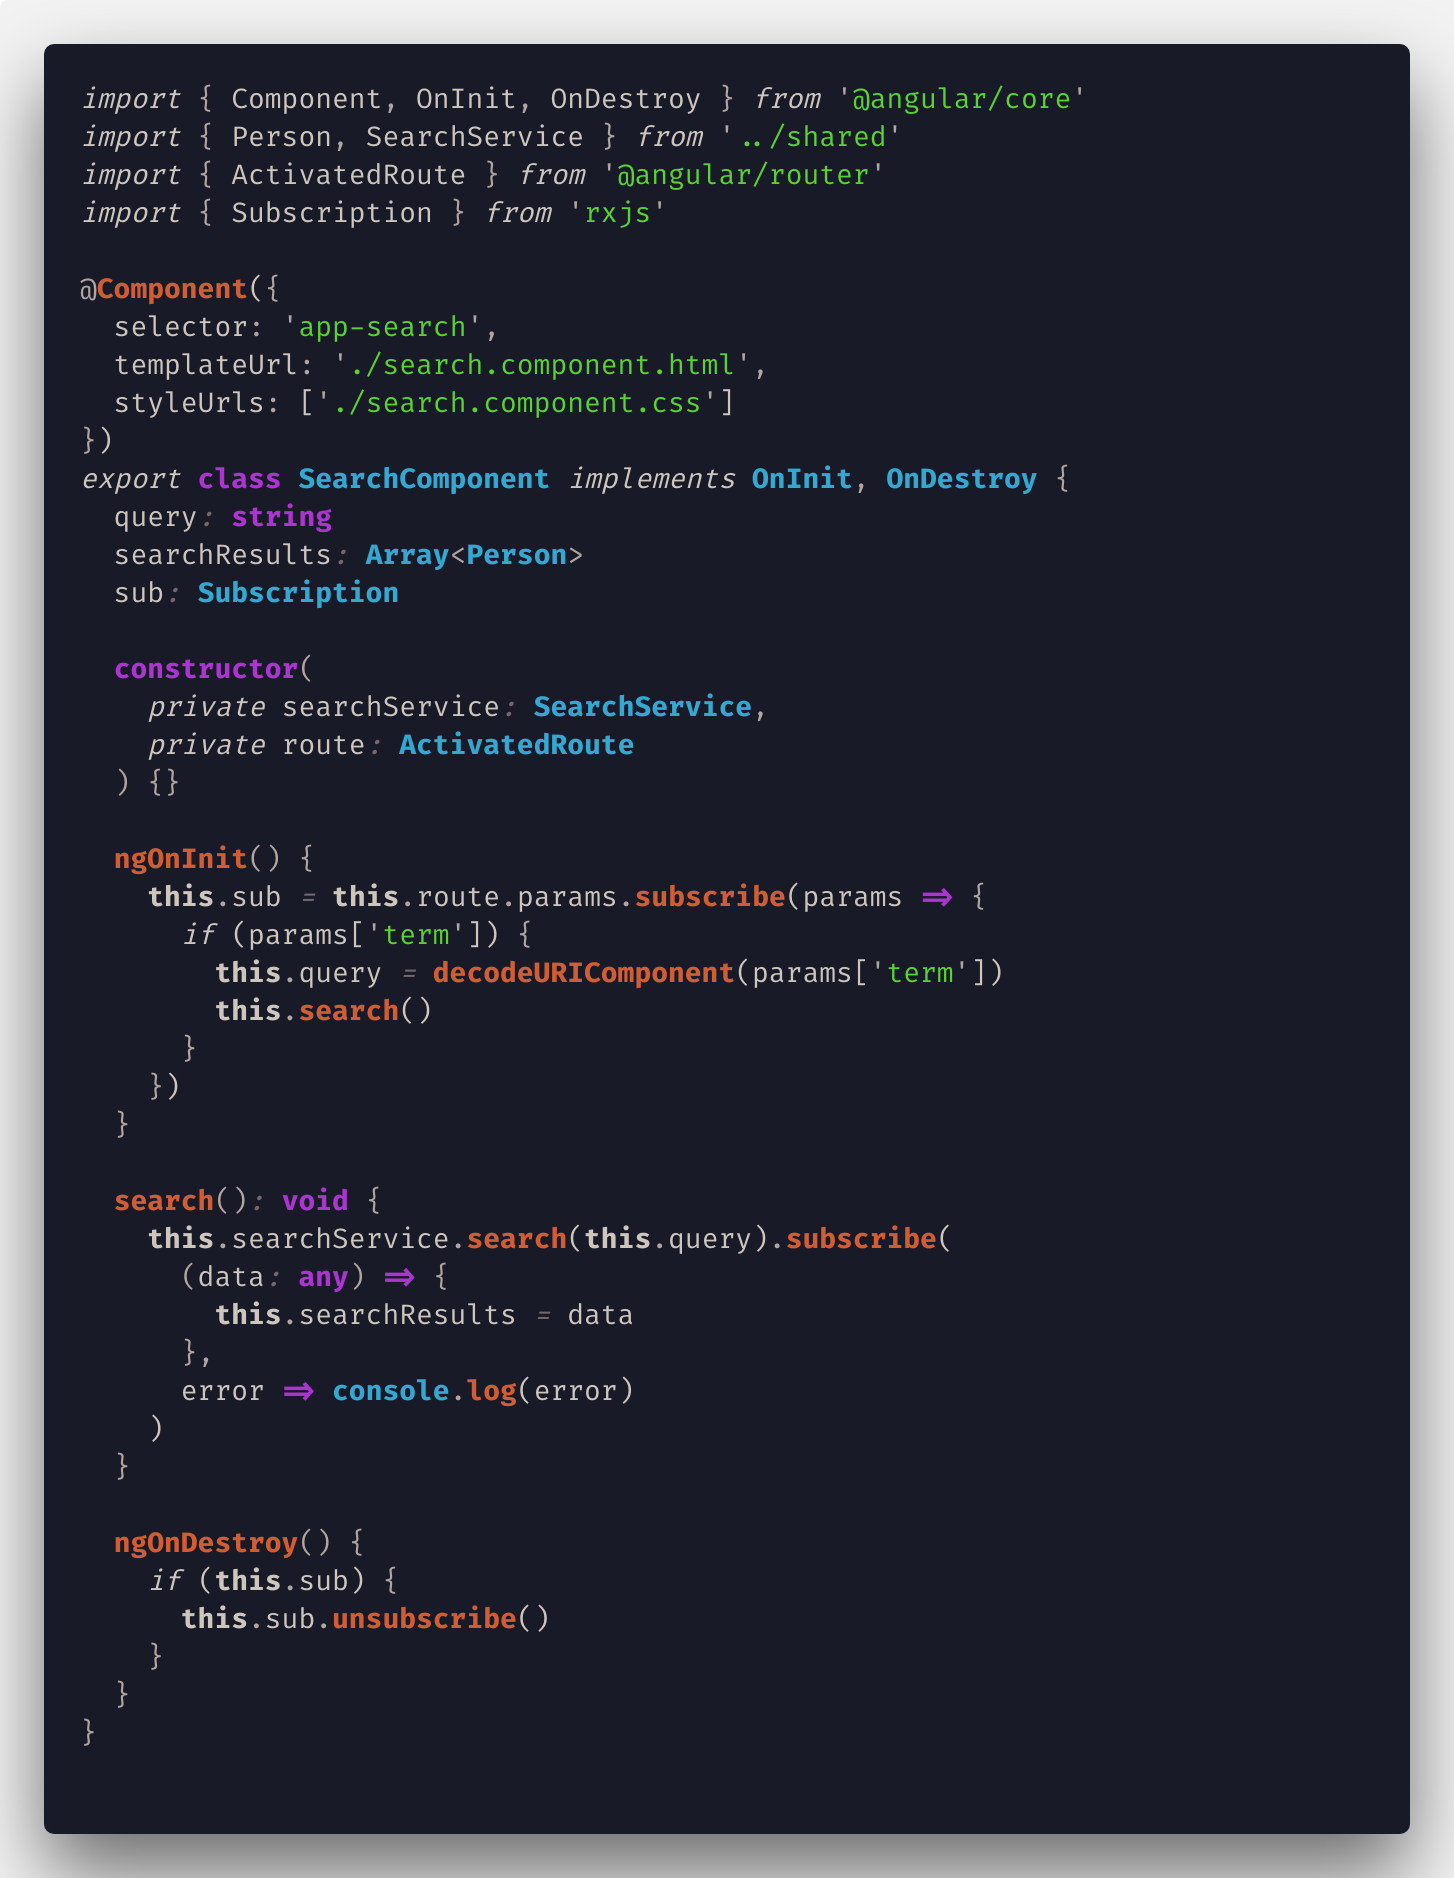 import { Component, OnInit, OnDestroy } from '@angular/core'
import { Person, SearchService } from '../shared'
import { ActivatedRoute } from '@angular/router'
import { Subscription } from 'rxjs'

@Component({
  selector: 'app-search',
  templateUrl: './search.component.html',
  styleUrls: ['./search.component.css']
})
export class SearchComponent implements OnInit, OnDestroy {
  query: string
  searchResults: Array<Person>
  sub: Subscription

  constructor(
    private searchService: SearchService,
    private route: ActivatedRoute
  ) {}

  ngOnInit() {
    this.sub = this.route.params.subscribe(params => {
      if (params['term']) {
        this.query = decodeURIComponent(params['term'])
        this.search()
      }
    })
  }

  search(): void {
    this.searchService.search(this.query).subscribe(
      (data: any) => {
        this.searchResults = data
      },
      error => console.log(error)
    )
  }

  ngOnDestroy() {
    if (this.sub) {
      this.sub.unsubscribe()
    }
  }
}